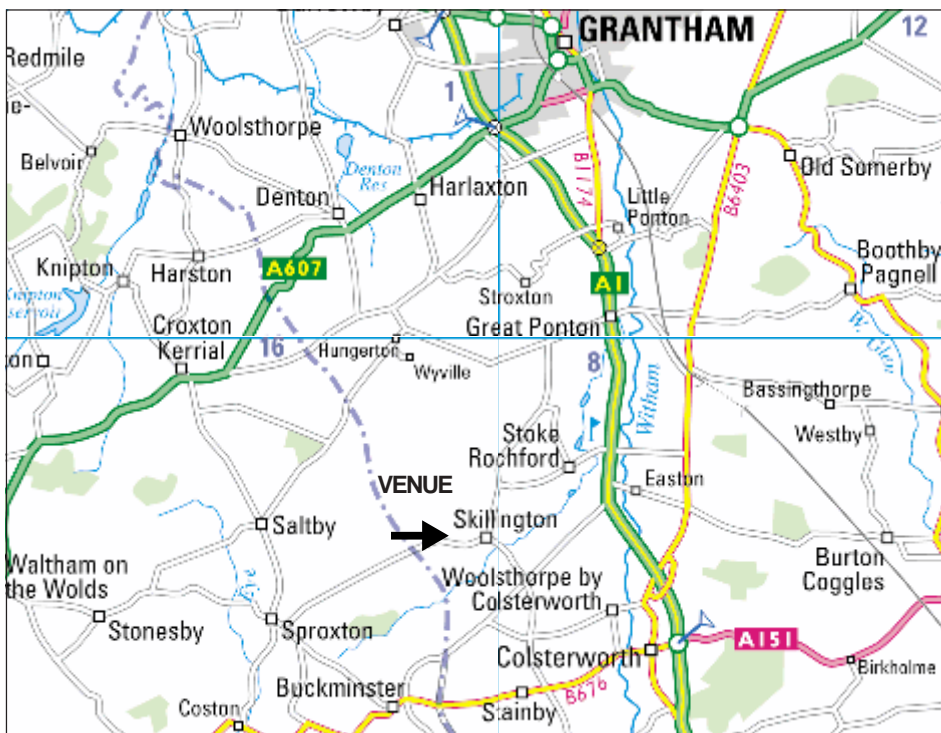 GRANTHAM
12
Redmile
1
Woolsthorpe
Belvoir
Denton
Res
Old Somerby
B1174
B6403
Denton
Harlaxton
Little
Ponton
Boothby
Pagnell
Knipton
Harston
A607
Stroxton
A1
Great Ponton
Croxton
Kerrial
16
Hungerton
Wyville
8
Witham
Bassingthorpe
Westby
Stoke
Rochford
Easton
VENUE
Saltby
Skillington
Waltham on
the Wolds
Eye
Burton
Coggles
Woolsthorpe by
Colsterworth
Stonesby
Sproxton
A151
Colsterworth
Birkholme
Buckminster
B676
Stainby
Coston